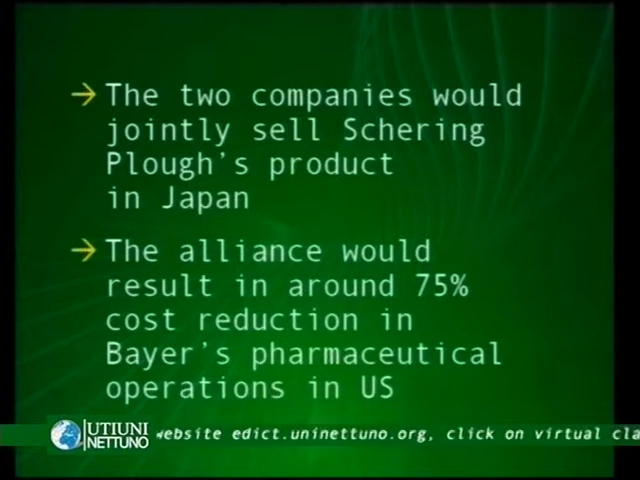 → The two companies would
jointly sell Schering
Plough's product
in Japan
→ The alliance would
result in around 75%
cost reduction in
Bayer's pharmaceutical
operations in US
UTIUNI
NETTUNO
website edict.uninettuno.org, click on virtual cla